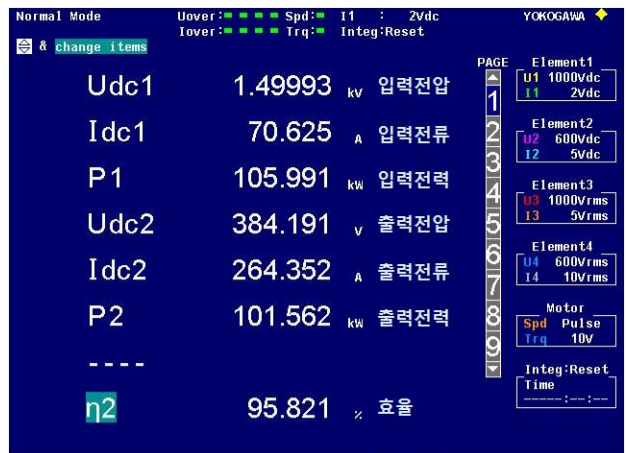 Normal Mode
Uover: Spd: I1 : 2Vdc
YOKOGAWA
Iover: Trq: Integ:Reset
& change items
PAGE
Udc1 1.49993 kV 입력전압
Idc1 70.625 A 입력전류
P1 105.991 kW 입력전력
Udc2 384.191 V 출력전압
Idc2 264.352 A 출력전류
P2 101.562 kW 출력전력
----
η2 95.821 % 효율
1
2
3
4
5
6
7
8
9
Element1
U1 1000Vdc
I1 2Vdc
Element2
U2 600Vdc
I2 5Vdc
Element3
U3 1000Vrms
I3 5Vrms
Element4
U4 600Vrms
I4 10Vrms
Motor
Spd Pulse
Trq 10V
Integ:Reset
Time
-----:--:--